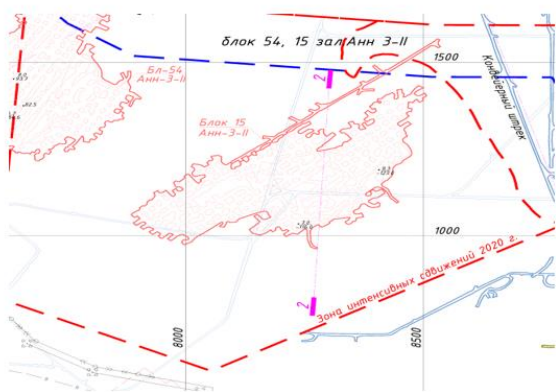 блок 54, 15 зал Анн 3-II
1500
Бл-54
Анн-3-II
2
Конвейерный штрек
Блок 15
Анн-3-II
1000
2
Зона интенсивных сдвижений 2020 г.
8000
8500